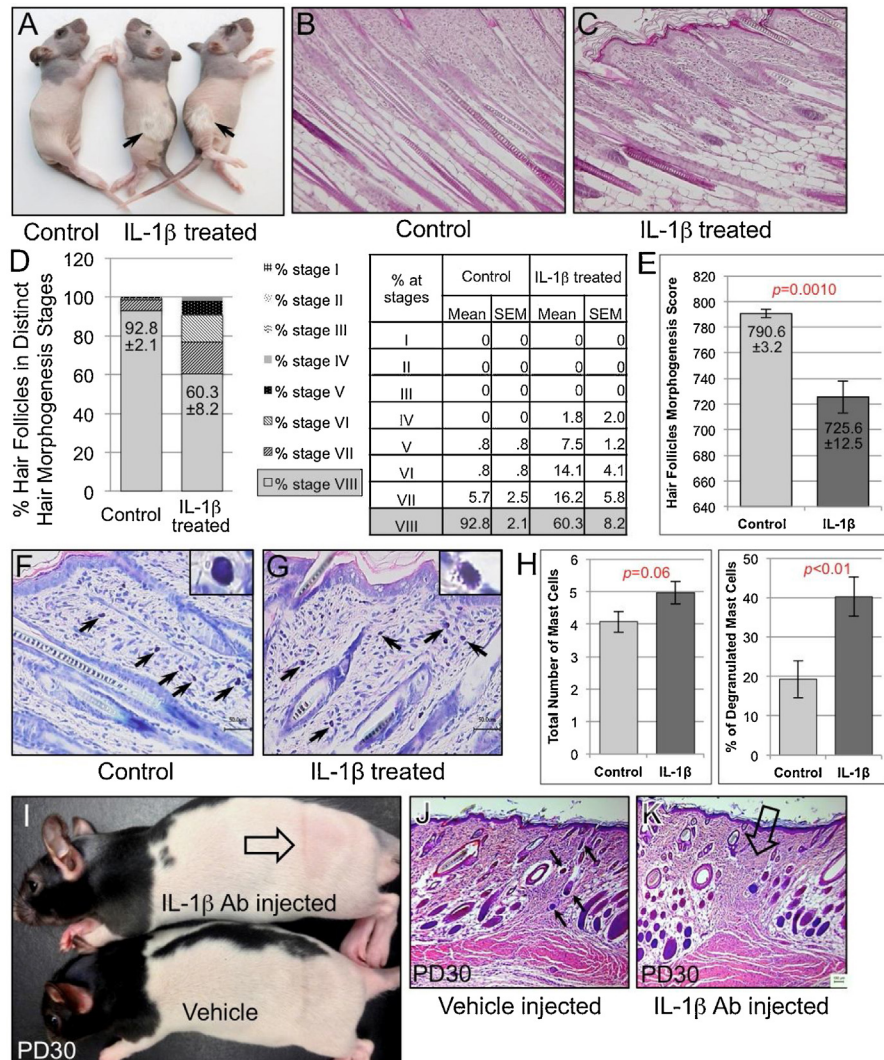 A
Control
IL-1β treated
B
Control
C
IL-1β treated
D
% Hair Follicles in Distinct
Hair Morphogenesis Stages
120
100
80
60
40
20
0
92.8
±2.1
60.3
±8.2
Control
IL-1β
treated
% stage I
% stage II
% stage III
% stage IV
% stage V
% stage VI
% stage VII
% stage VIII
% at stages Control IL-1β treated
Mean SEM Mean SEM
I 0 0 0 0
II 0 0 0 0
III 0 0 0 0
IV 0 0 1.8 2.0
V .8 .8 7.5 1.2
VI .8 .8 14.1 4.1
VII 5.7 2.5 16.2 5.8
VIII 92.8 2.1 60.3 8.2
E
Hair Follicles Morphogenesis Score
820
800
780
760
740
720
700
680
660
640
p=0.0010
790.6
±3.2
725.6
±12.5
Control
IL-1β
F
Control
G
50.0um
IL-1β treated
H
Total Number of Mast Cells
6
5
4
3
2
1
0
p=0.06
Control
IL-1β
% of Degranulated Mast Cells
50
40
30
20
10
0
p<0.01
Control
IL-1β
I
IL-1β Ab injected
Vehicle
PD30
J
PD30
Vehicle injected
K
PD30
IL-1β Ab injected